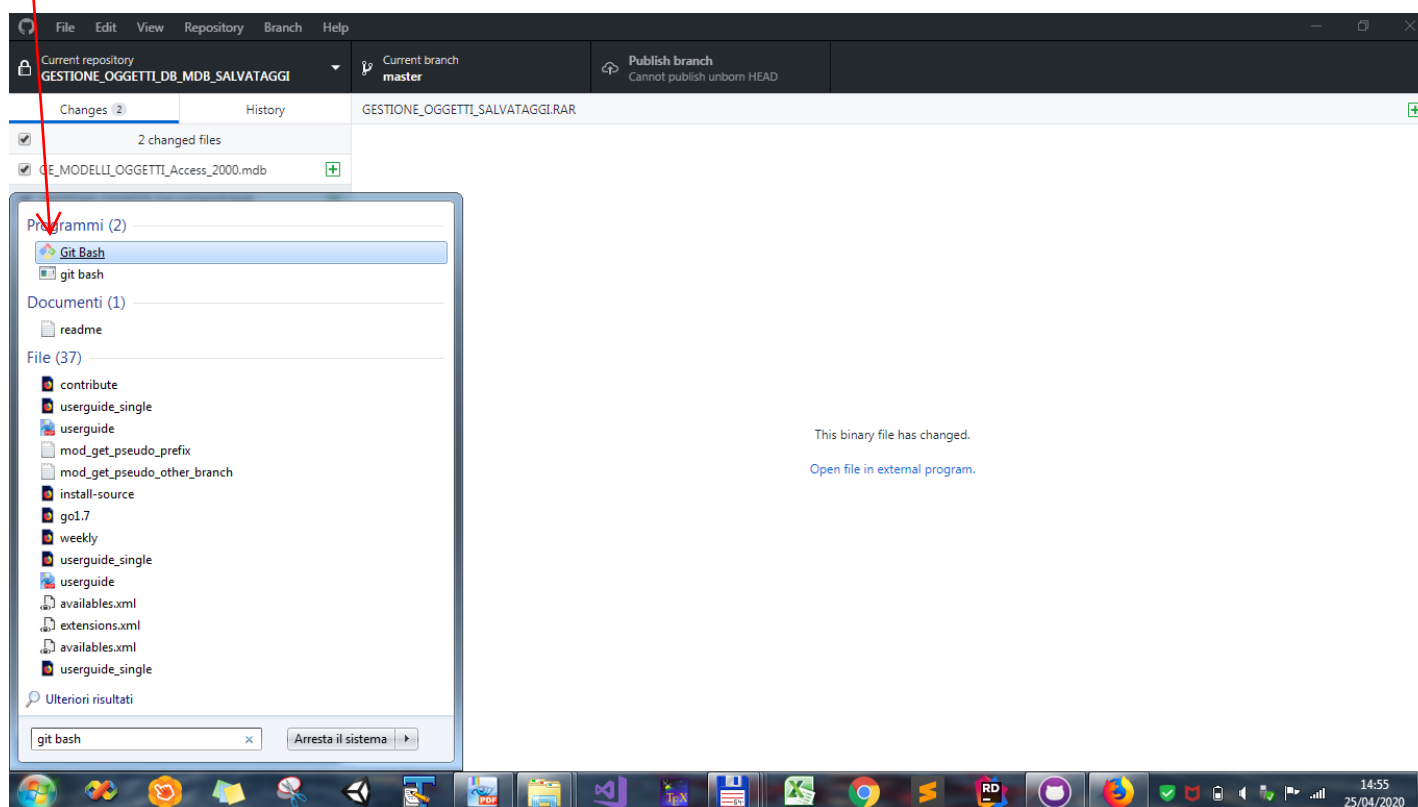 File Edit View Repository Branch Help
Current repository
GESTIONE_OGGETTI_DB_MDB_SALVATAGGI
Current branch
master
Publish branch
Cannot publish unborn HEAD
Changes 2
History
GESTIONE_OGGETTI_SALVATAGGI.RAR
2 changed files
GE_MODELLI_OGGETTI_Access_2000.mdb
Programmi (2)
Git Bash
git bash
Documenti (1)
readme
File (37)
contribute
userguide_single
userguide
mod_get_pseudo_prefix
mod_get_pseudo_other_branch
install-source
go1.7
weekly
userguide_single
userguide
availables.xml
extensions.xml
availables.xml
userguide_single
Ulteriori risultati
git bash
Arresta il sistema
This binary file has changed.
Open file in external program.
PDF
TEX
64
RD
14:55
25/04/2020